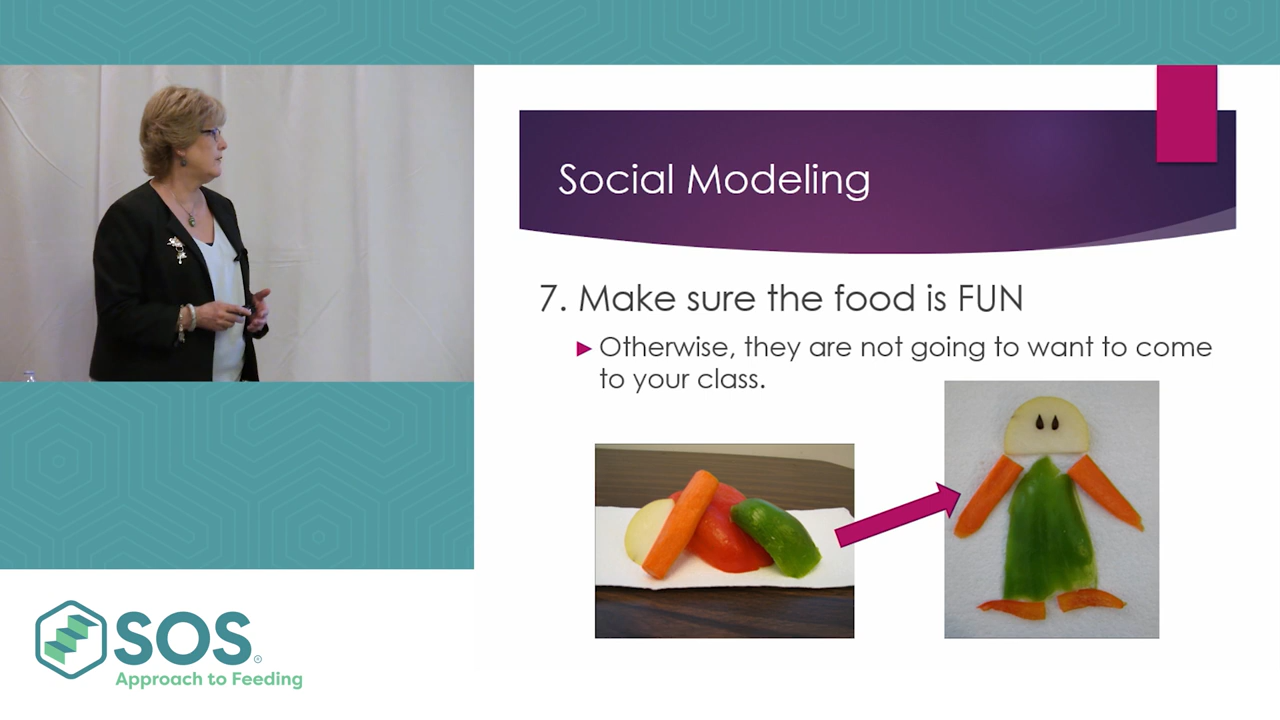 Social Modeling
7. Make sure the food is FUN
► Otherwise, they are not going to want to come
to your class.
SOS®
Approach to Feeding